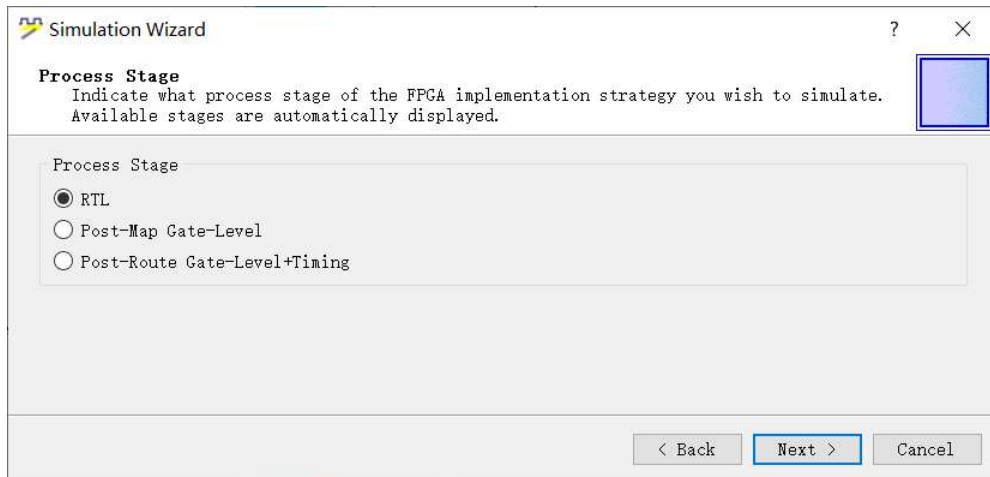 Simulation Wizard
?
Process Stage
Indicate what process stage of the FPGA implementation strategy you wish to simulate.
Available stages are automatically displayed.
Process Stage
RTL
Post-Map Gate-Level
Post-Route Gate-Level+Timing
< Back Next > Cancel